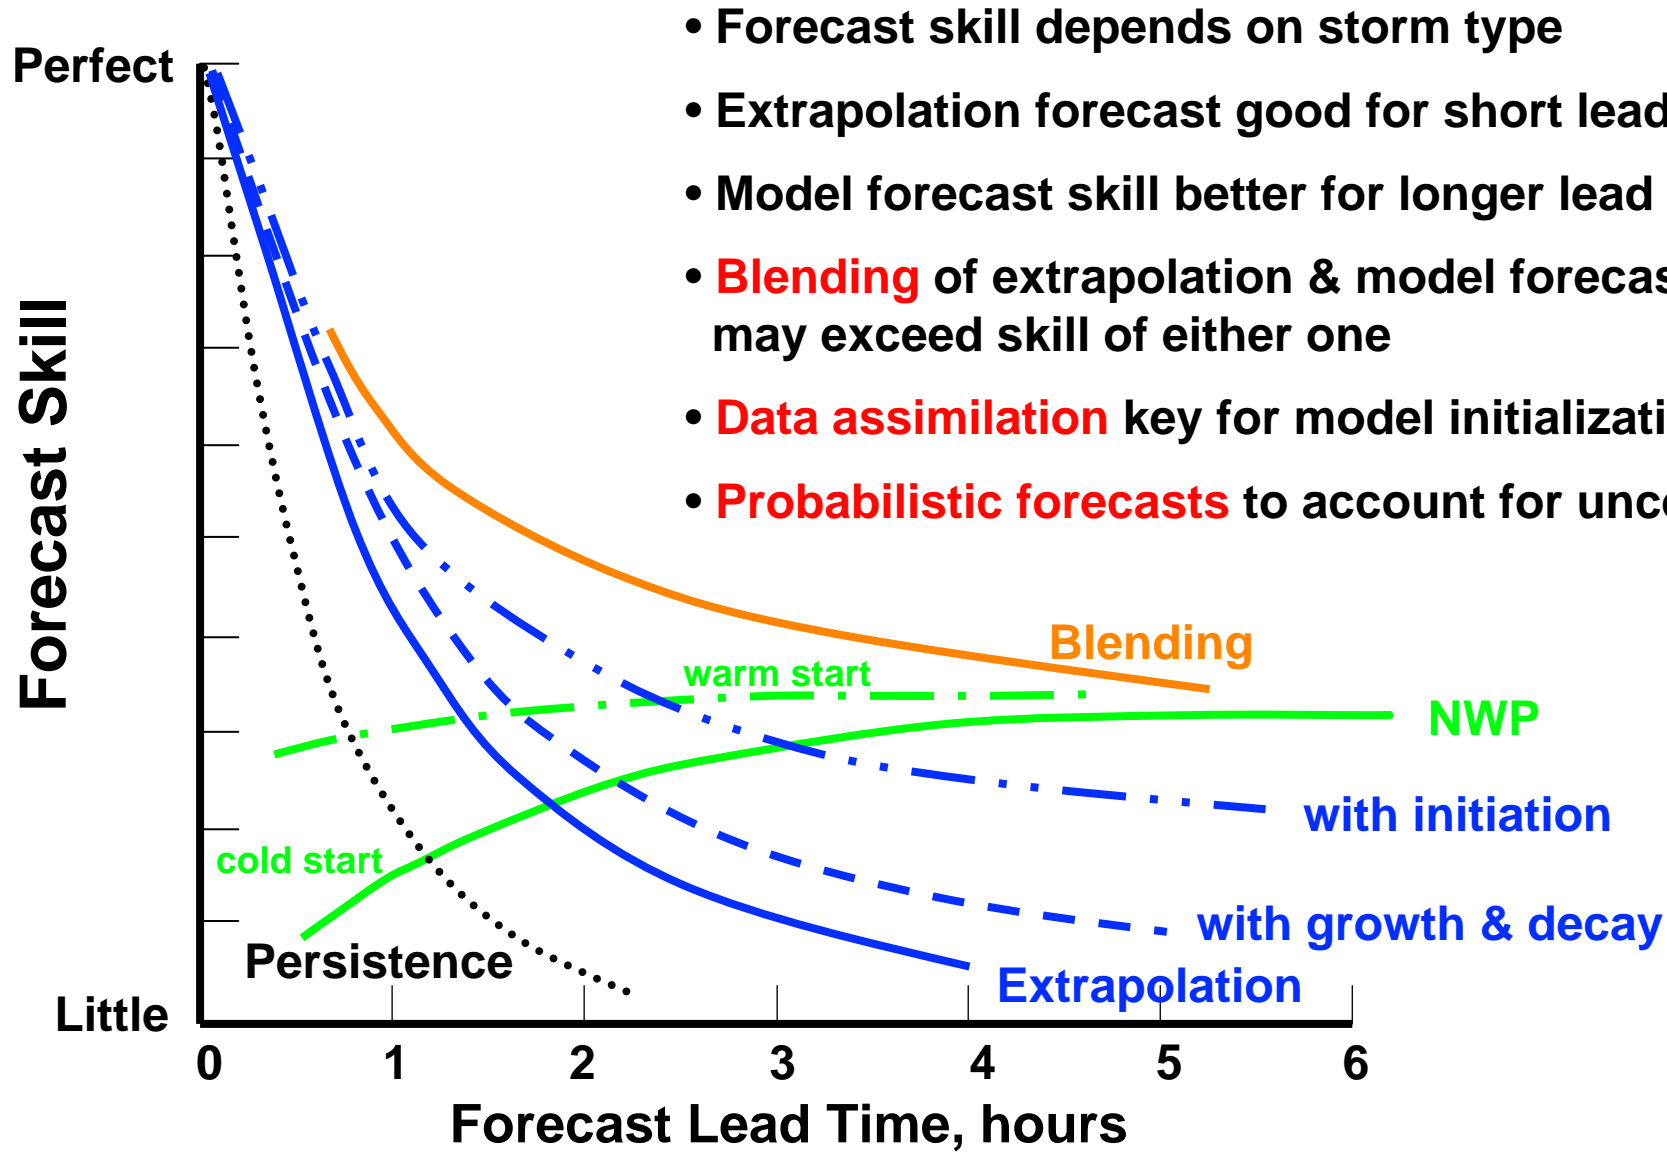 • Forecast skill depends on storm type
• Extrapolation forecast good for short lead
• Model forecast skill better for longer lead
• Blending of extrapolation & model
may exceed skill of either one
• Data assimilation key for model
• Probabilistic forecasts to account for
Perfect
Forecast Skill
Little
Blending
warm start
NWP
with initiation
cold start
with growth & decay
Persistence
Extrapolation
0 1 2 3 4 5 6
Forecast Lead Time, hours